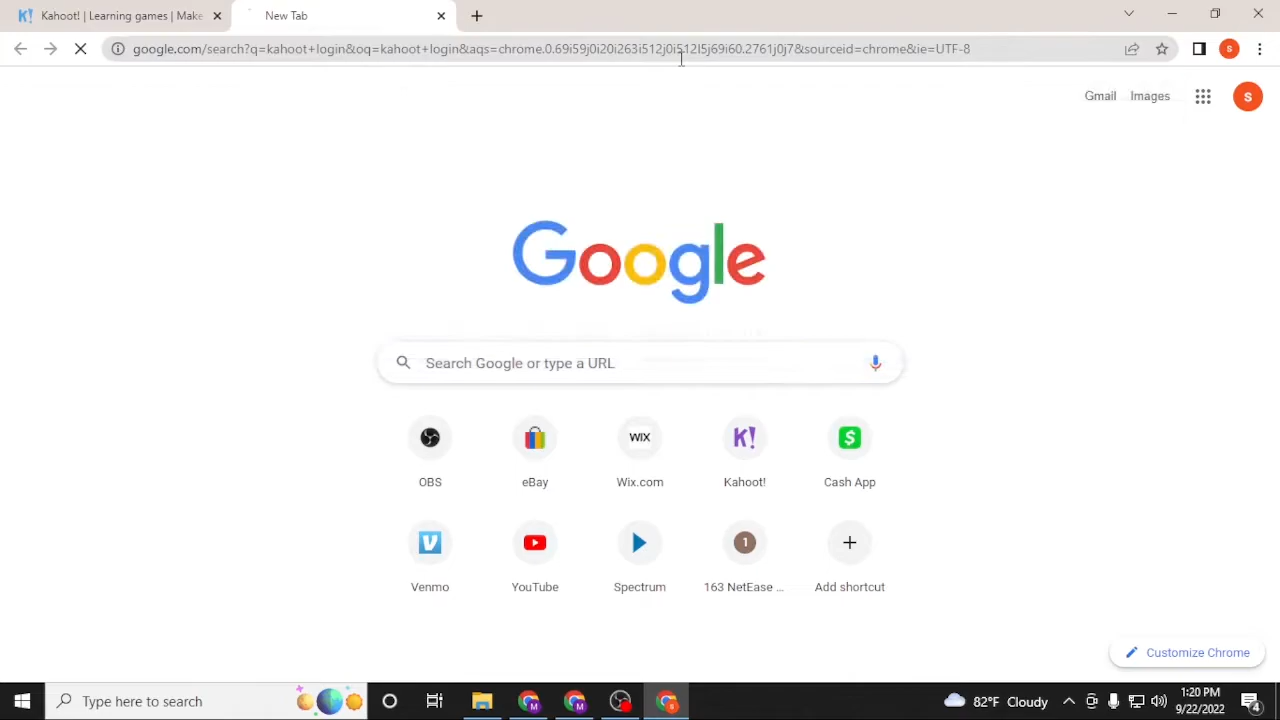 Kahoot! | Learning games | Make
New Tab
google.com/search?q=kahoot+login&oq=kahoot+login&aqs=chrome.0.69i59j0i20i263i512j0i512l5j69i60.2761j0j7&sourceid=chrome&ie=UTF-8
S
Gmail Images
S
Google
Search Google or type a URL
WIX
K!
OBS
eBay
Wix.com
Kahoot!
Cash App
1
Venmo
YouTube
Spectrum
163 NetEase ...
Add shortcut
Customize Chrome
Type here to search
82°F Cloudy
1:20 PM
9/22/2022
4